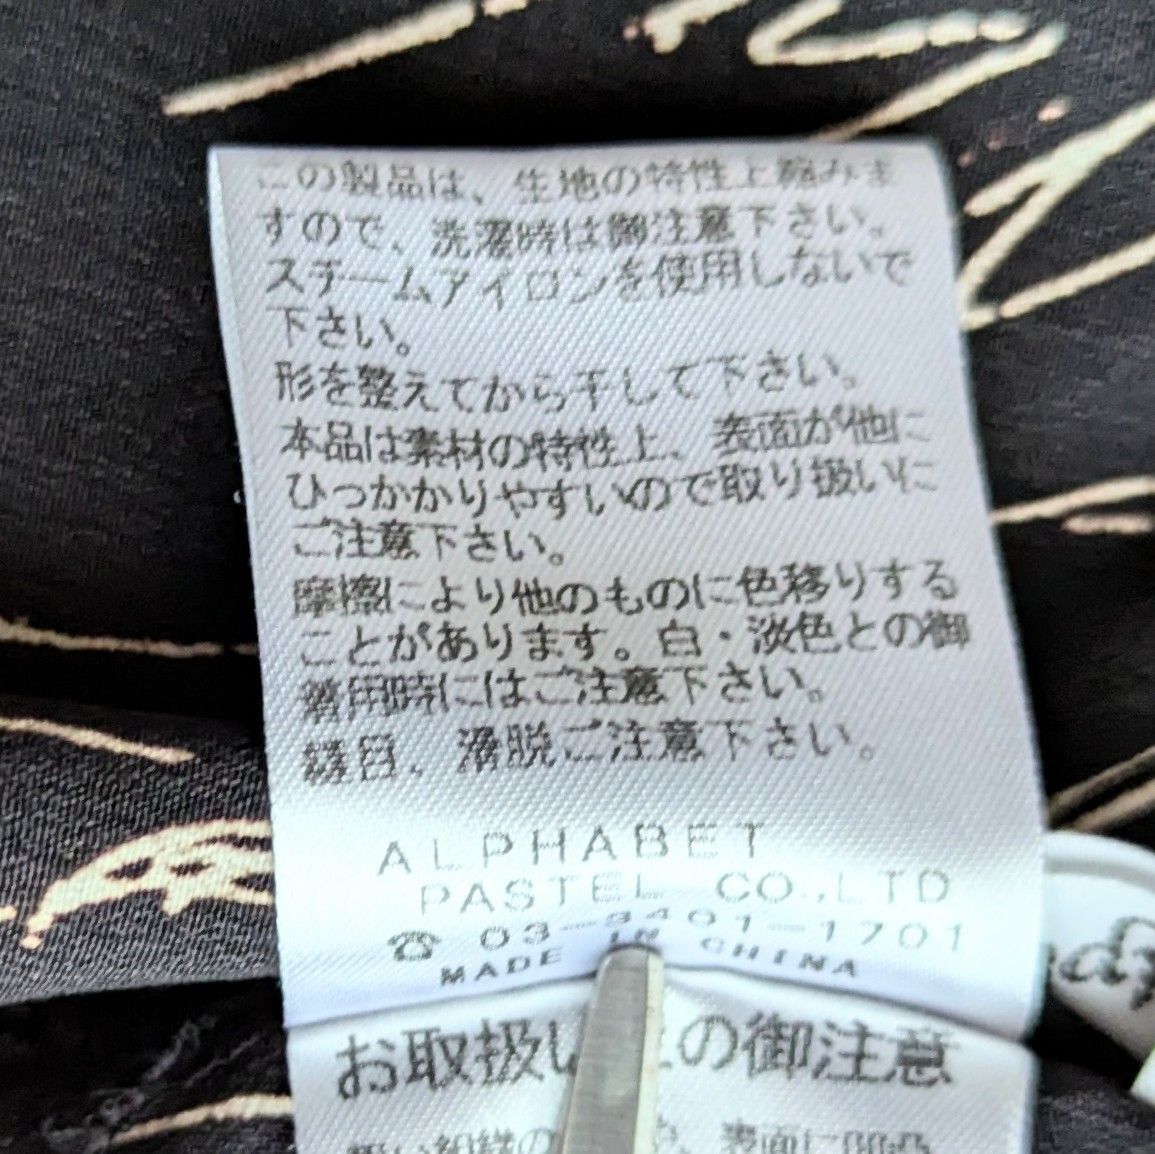 この製品は、生地の特性上縮みま
すので、洗濯時は御注意下さい。
スチームアイロンを使用しないで
下さい。
形を整えてから干して下さい。
本品は素材の特性上、表面が他に
ひっかかりやすいので取り扱いに
ご注意下さい。
摩擦により他のものに色移りする
ことがあります。白・淡色との御
着用時にはご注意下さい。
縫目、滑脱ご注意下さい。
ALPHABET
PASTEL CO.,LTD
☎ 03-3401-1701
MADE IN CHINA
お取扱い上の御注意
表面に凹凸